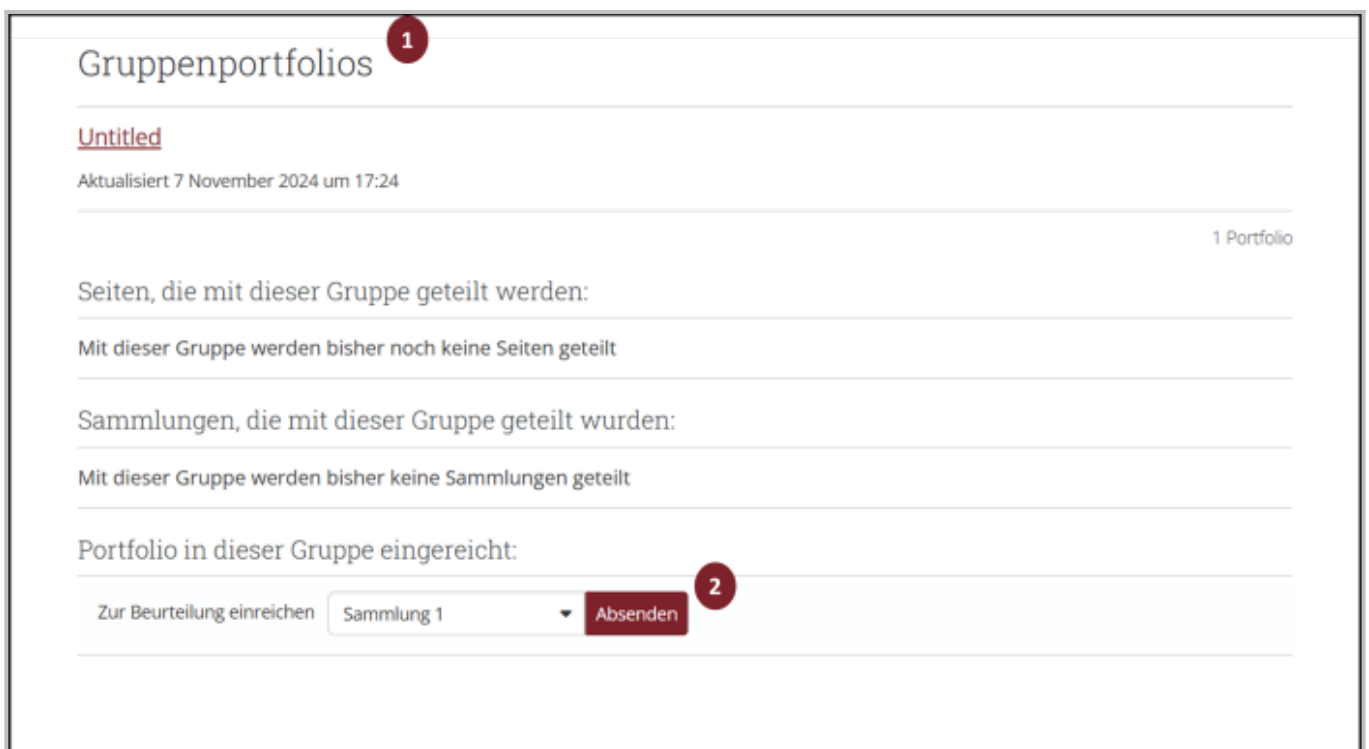 1
Gruppenportfolios
Untitled
Aktualisiert 7 November 2024 um 17:24
1 Portfolio
Seiten, die mit dieser Gruppe geteilt werden:
Mit dieser Gruppe werden bisher noch keine Seiten geteilt
Sammlungen, die mit dieser Gruppe geteilt wurden:
Mit dieser Gruppe werden bisher keine Sammlungen geteilt
Portfolio in dieser Gruppe eingereicht:
2
Zur Beurteilung einreichen Sammlung 1 Absenden